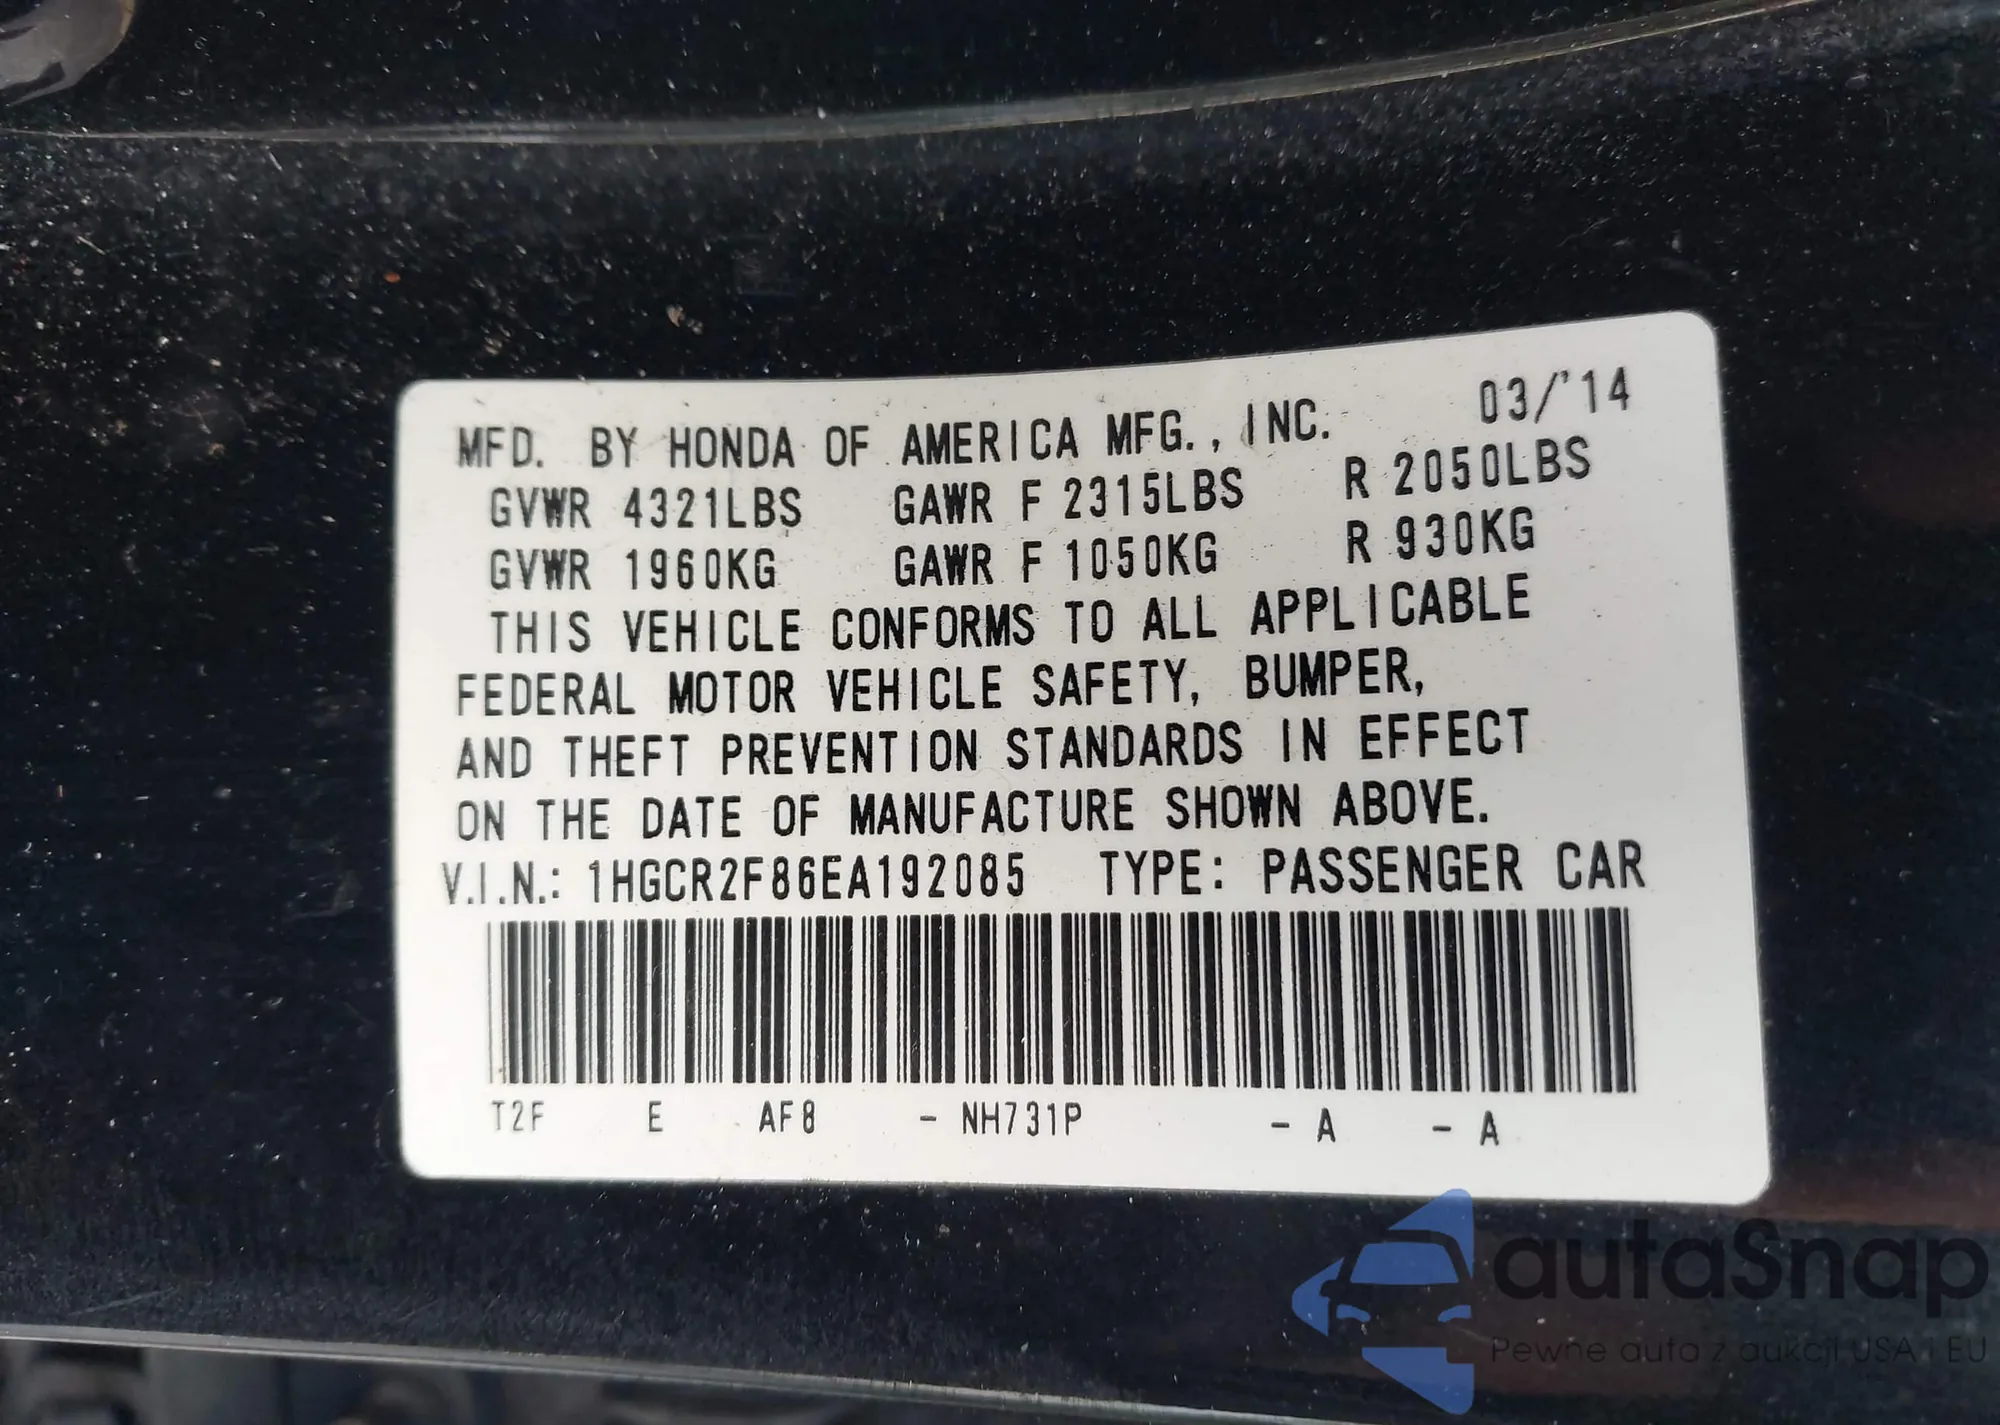 MFD. BY HONDA OF AMERICA MFG., INC. 03/'14
GVWR 4321LBS GAWR F 2315LBS R 2050LBS
GVWR 1960KG GAWR F 1050KG R 930KG
THIS VEHICLE CONFORMS TO ALL APPLICABLE
FEDERAL MOTOR VEHICLE SAFETY, BUMPER,
AND THEFT PREVENTION STANDARDS IN EFFECT
ON THE DATE OF MANUFACTURE SHOWN ABOVE.
V.I.N.: 1HGCR2F86EA192085 TYPE: PASSENGER CAR
T2F E AF8 - NH731P - A - A
autaSnap
Pewne auta z aukcji USA i EU